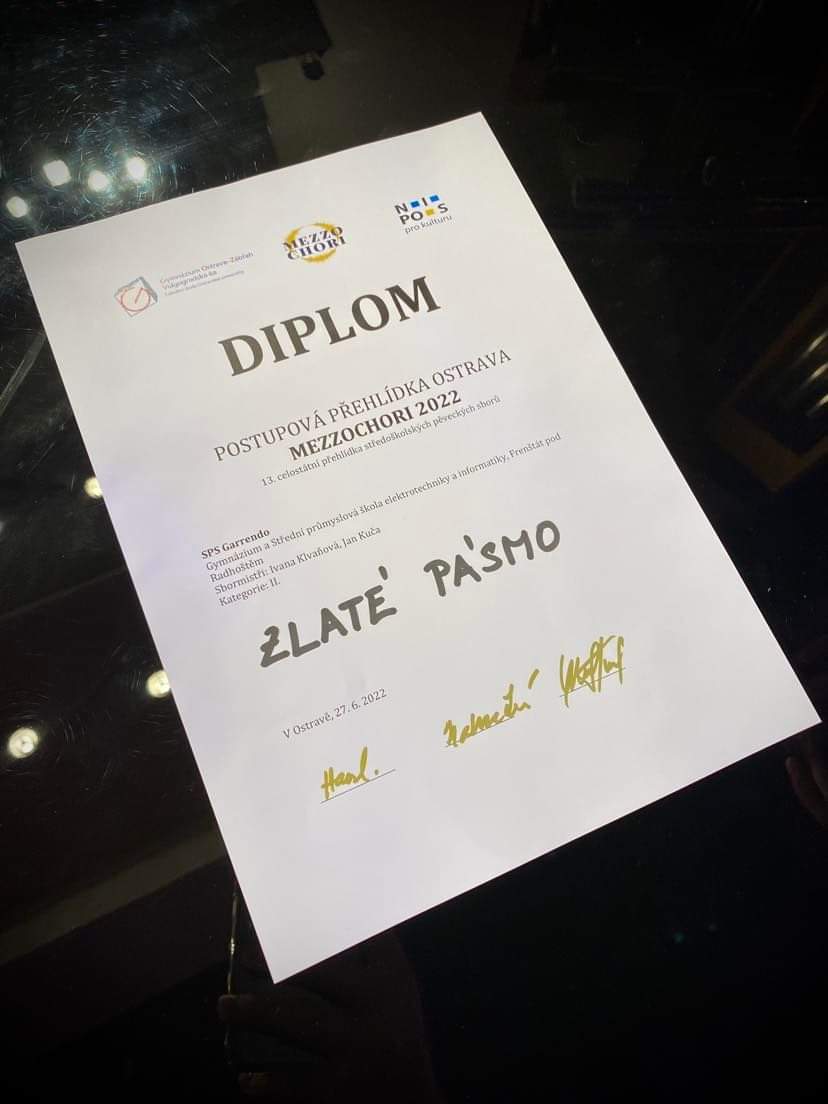 Gymnázium Ostrava-Zábřeh
Volgogradská 6a
MEZZO
CHORI
NIPOS
pro kulturu
DIPLOM
POSTUPOVÁ PŘEHLÍDKA OSTRAVA
MEZZOCHORI 2022
13. celostátní přehlídka středoškolských pěveckých sborů
SPS Garrendo
Gymnázium a Střední průmyslová škola elektrotechniky a informatiky, Frenštát pod
Radhoštěm
Sbormistři: Ivana Klvaňová, Jan Kuča
Kategorie: II.
ZLATÉ PÁSMO
V Ostravě, 27. 6. 2022